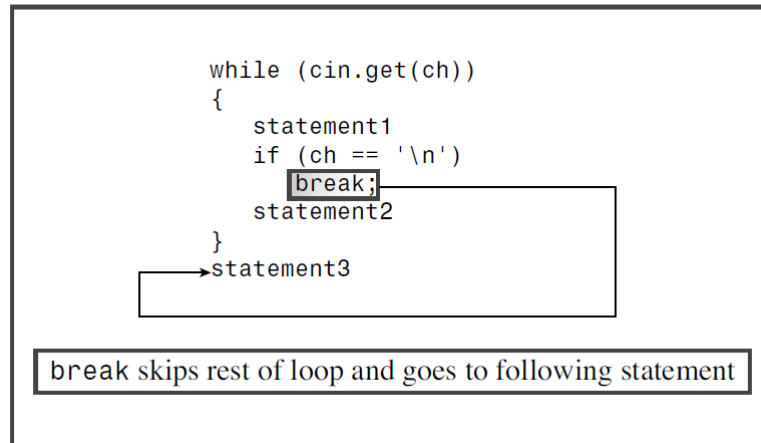 while (cin.get(ch))
{
statement1
if (ch == '\n')
break;
statement2
}
statement3
break skips rest of loop and goes to following statement